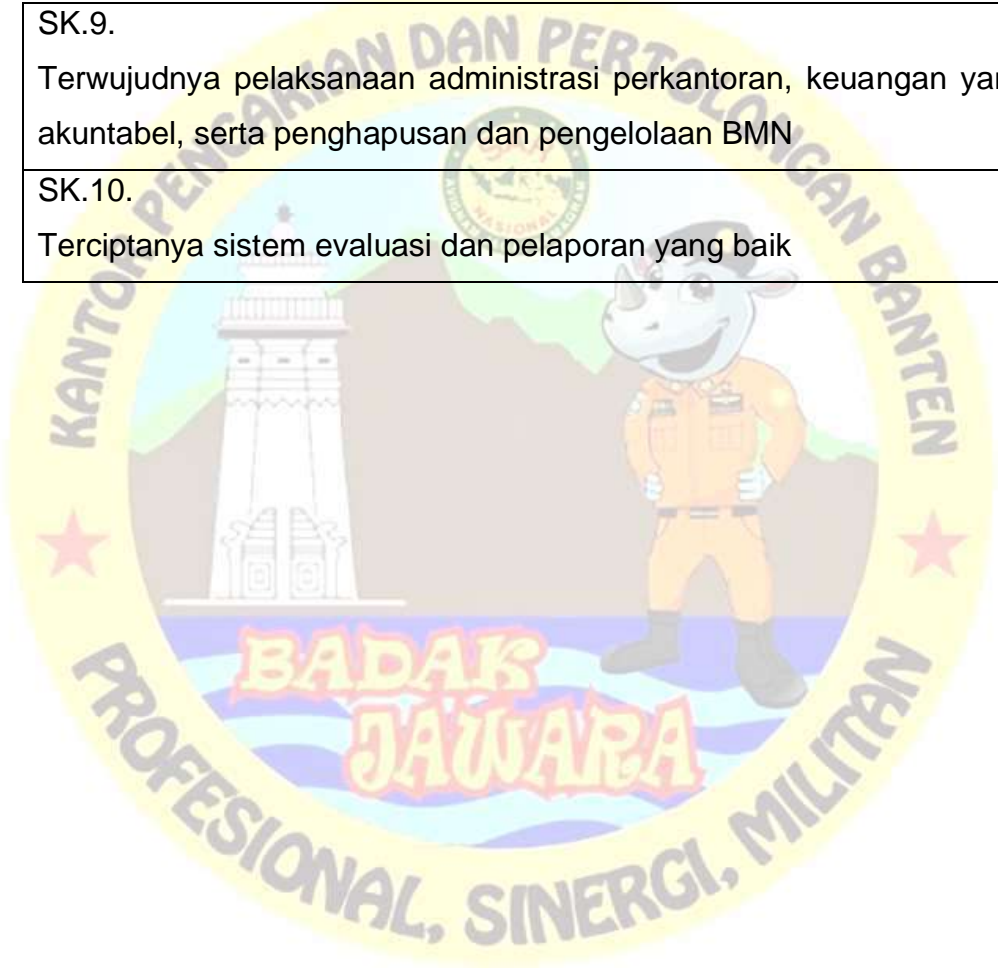 SK.9.
Terwujudnya pelaksanaan administrasi perkantoran, keuangan
akuntabel, serta penghapusan dan pengelolaan BMN
SK.10.
Terciptanya sistem evaluasi dan pelaporan yang baik
KANTOR PENCARIAN DAN PERTOLONGAN BANTEN
BADAK
JAWARA
PROFESIONAL, SINERGI, MILITAN